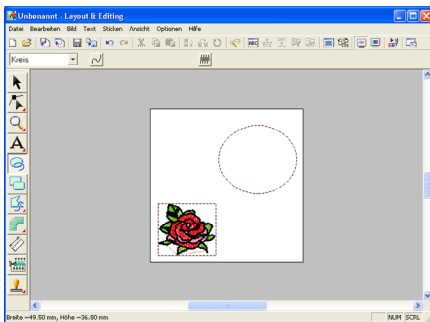 Unbenannt - Layout & Editing
Datei Bearbeiten Bild Text Sticken Ansicht Optionen Hilfe
ABC
Kreis
A
Breite —49.50 mm, Höhe —36.80 mm NUM SCRL